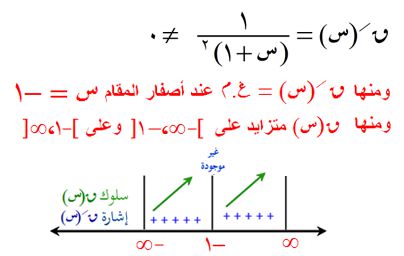 ق′(س) = ١/(س + ١)^٢ ≠ ٠
ومنها ق′(س) = غ.م عند أصفار المقام س = –١
ومنها ق(س) متزايد على ]–∞،–١[ وعلى ]–١،∞[
غير
موجودة
سلوك ق(س)
إشارة ق′(س) + + + + + + + + + +
–∞ –١ ∞